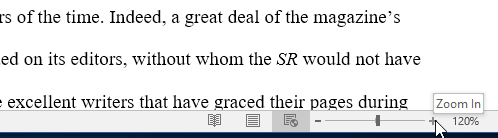 rs of the time. Indeed, a great deal of the magazine’s
ed on its editors, without whom the SR would not have
excellent writers that have graced their pages during
Zoom In
120%